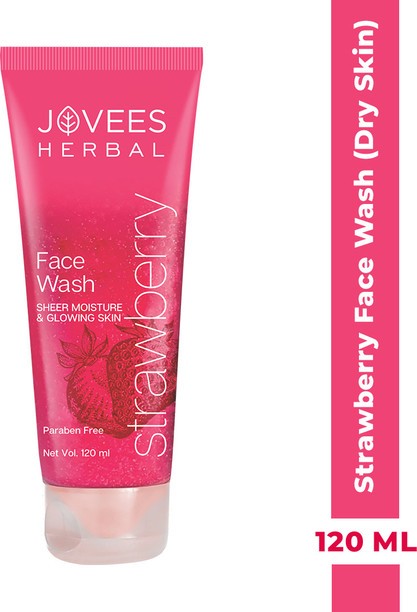 JOVEES
HERBAL
Face
Wash
SHEER MOISTURE
& GLOWING SKIN
strawberry
Paraben Free
Net Vol. 120 ml
Strawberry Face Wash (Dry Skin)
120 ML